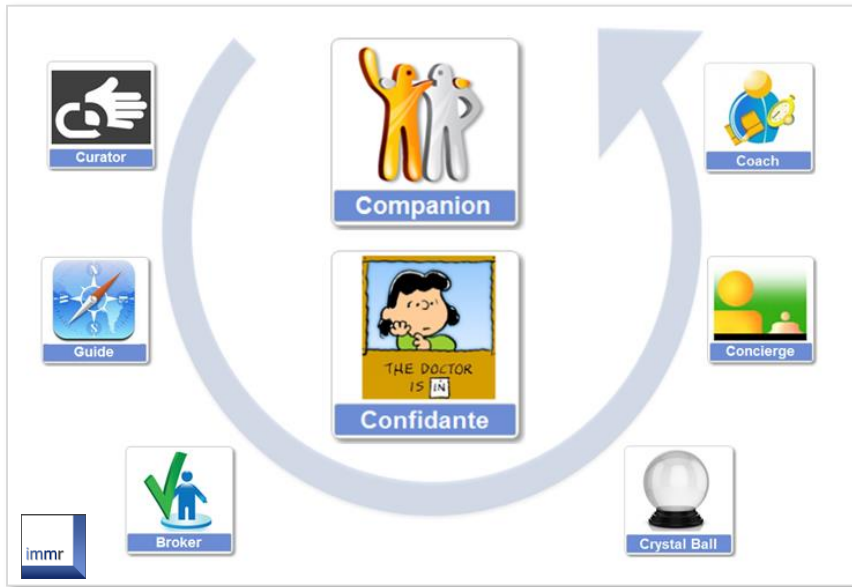 Curator
Companion
Coach
Guide
THE DOCTOR
IS IN
Confidante
Concierge
Broker
Crystal Ball
immr